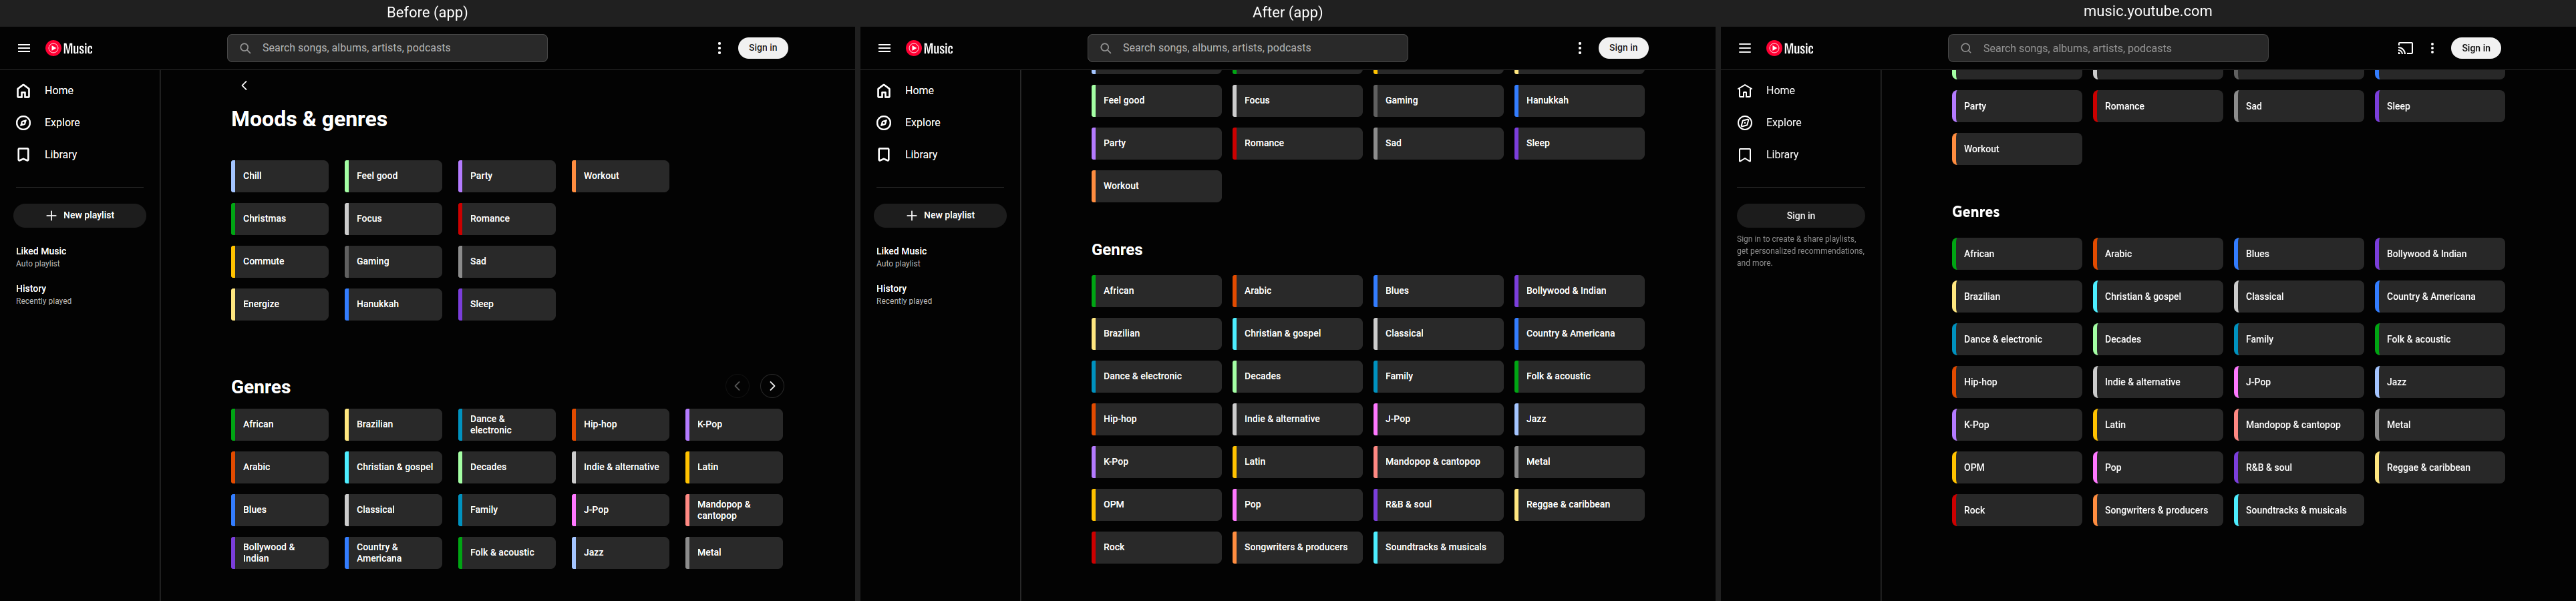 Before (app)
Music
Search songs, albums, artists, podcasts
Sign in
Home
Explore
Library
New playlist
Liked Music
Auto playlist
History
Recently played
Moods & genres
Chill
Feel good
Party
Workout
Christmas
Focus
Romance
Commute
Gaming
Sad
Energize
Hanukkah
Sleep
Genres
African
Brazilian
Dance &
electronic
Hip-hop
K-Pop
Arabic
Christian & gospel
Decades
Indie & alternative
Latin
Blues
Classical
Family
J-Pop
Mandopop &
cantopop
Bollywood &
Indian
Country &
Americana
Folk & acoustic
Jazz
Metal
After (app)
Music
Search songs, albums, artists, podcasts
Sign in
Home
Explore
Library
New playlist
Liked Music
Auto playlist
History
Recently played
Feel good
Focus
Gaming
Hanukkah
Party
Romance
Sad
Sleep
Workout
Genres
African
Arabic
Blues
Bollywood & Indian
Brazilian
Christian & gospel
Classical
Country & Americana
Dance & electronic
Decades
Family
Folk & acoustic
Hip-hop
Indie & alternative
J-Pop
Jazz
K-Pop
Latin
Mandopop & cantopop
Metal
OPM
Pop
R&B & soul
Reggae & caribbean
Rock
Songwriters & producers
Soundtracks & musicals
music.youtube.com
Music
Search songs, albums, artists, podcasts
Sign in
Home
Explore
Library
Sign in
Sign in to create & share playlists,
get personalized recommendations,
and more.
Party
Romance
Sad
Sleep
Workout
Genres
African
Arabic
Blues
Bollywood & Indian
Brazilian
Christian & gospel
Classical
Country & Americana
Dance & electronic
Decades
Family
Folk & acoustic
Hip-hop
Indie & alternative
J-Pop
Jazz
K-Pop
Latin
Mandopop & cantopop
Metal
OPM
Pop
R&B & soul
Reggae & caribbean
Rock
Songwriters & producers
Soundtracks & musicals